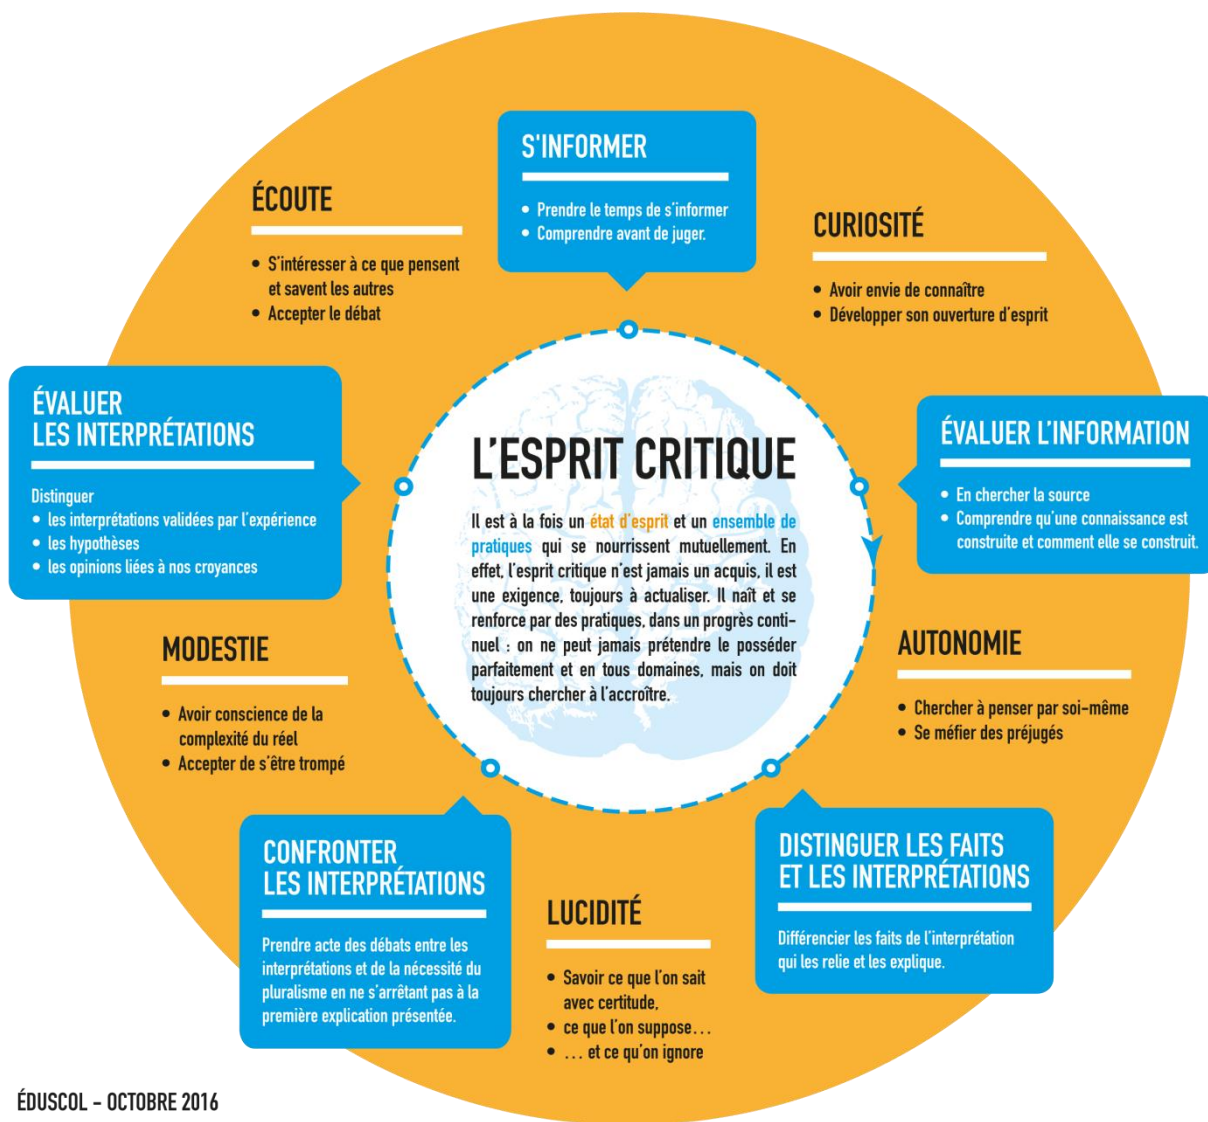 S'INFORMER
• Prendre le temps de s'informer
• Comprendre avant de juger.
CURIOSITÉ
• Avoir envie de connaître
• Développer son ouverture d'esprit
ÉVALUER L'INFORMATION
• En chercher la source
• Comprendre qu'une connaissance est
construite et comment elle se construit.
AUTONOMIE
• Chercher à penser par soi-même
• Se méfier des préjugés
DISTINGUER LES FAITS
ET LES INTERPRÉTATIONS
Différencier les faits de l'interprétation
qui les relie et les explique.
LUCIDITÉ
• Savoir ce que l'on sait
avec certitude,
• ce que l'on suppose...
• ... et ce qu'on ignore
CONFRONTER
LES INTERPRÉTATIONS
Prendre acte des débats entre les
interprétations et de la nécessité du
pluralisme en ne s'arrêtant pas à la
première explication présentée.
MODESTIE
• Avoir conscience de la
complexité du réel
• Accepter de s'être trompé
ÉVALUER
LES INTERPRÉTATIONS
Distinguer
• les interprétations validées par l'expérience
• les hypothèses
• les opinions liées à nos croyances
ÉCOUTE
• S'intéresser à ce que pensent
et savent les autres
• Accepter le débat
L'ESPRIT CRITIQUE
Il est à la fois un état d'esprit et un ensemble de
pratiques qui se nourrissent mutuellement. En
effet, l'esprit critique n'est jamais un acquis, il est
une exigence, toujours à actualiser. Il naît et se
renforce par des pratiques, dans un progrès conti-
nuel : on ne peut jamais prétendre le posséder
parfaitement et en tous domaines, mais on doit
toujours chercher à l'accroître.
ÉDUSCOL - OCTOBRE 2016